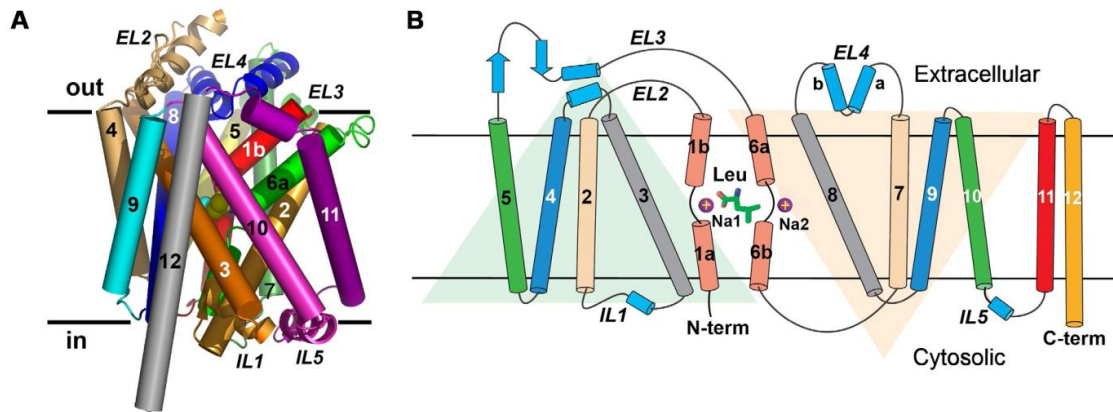 A
EL2
EL4
EL3
out
4
8
5
1b
6a
9
2
10
11
12
3
7
in
IL1
IL5
B
EL3
EL2
EL4
b
a
Extracellular
5
4
2
3
1b
6a
Leu
+
+
Na1
Na2
1a
6b
8
7
9
10
11
12
IL1
N-term
IL5
C-term
Cytosolic